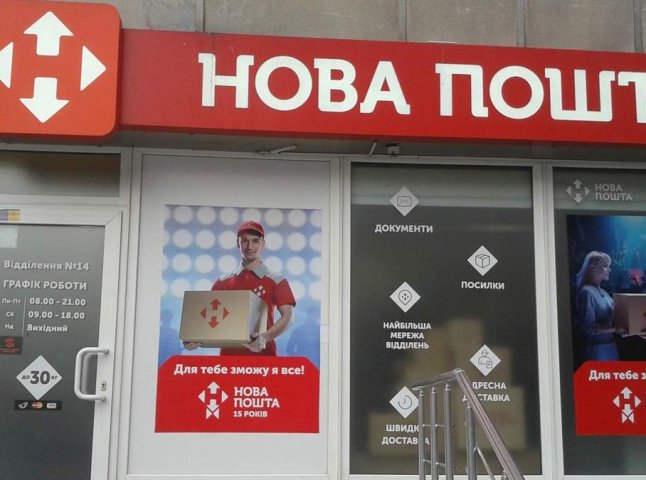 НОВА ПОШТА
Відділення №14
ГРАФІК РОБОТИ
Пн-Пт 08.00 - 21.00
Сб 09.00 - 18.00
Нд Вихідний
до 30 кг
Для тебе зможу я все!
НОВА
ПОШТА
15 РОКІВ
ДОКУМЕНТИ
ПОСИЛКИ
НАЙБІЛЬША
МЕРЕЖА
ВІДДІЛЕНЬ
АДРЕСНА
ДОСТАВКА
ШВИДКА
ДОСТАВКА
НОВА
ПОШТА
Для тебе зм